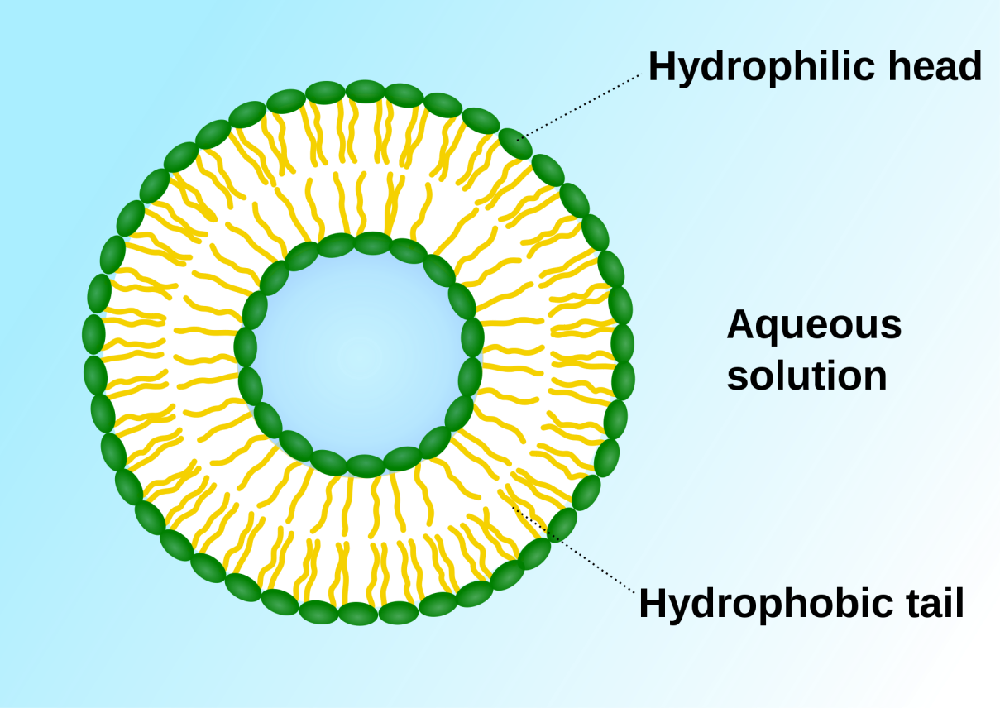 Hydrophilic head
Aqueous
solution
Hydrophobic tail